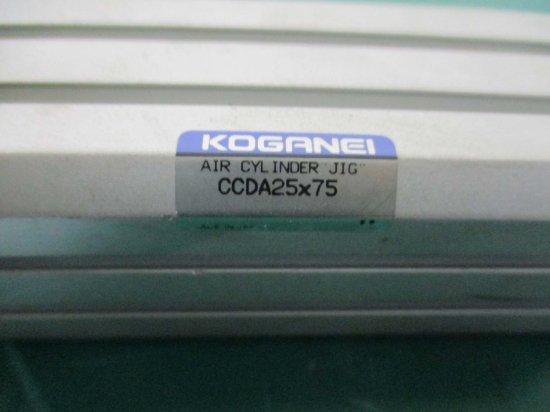 KOGANEI
AIR CYLINDER "JIG"
CCDA25x75